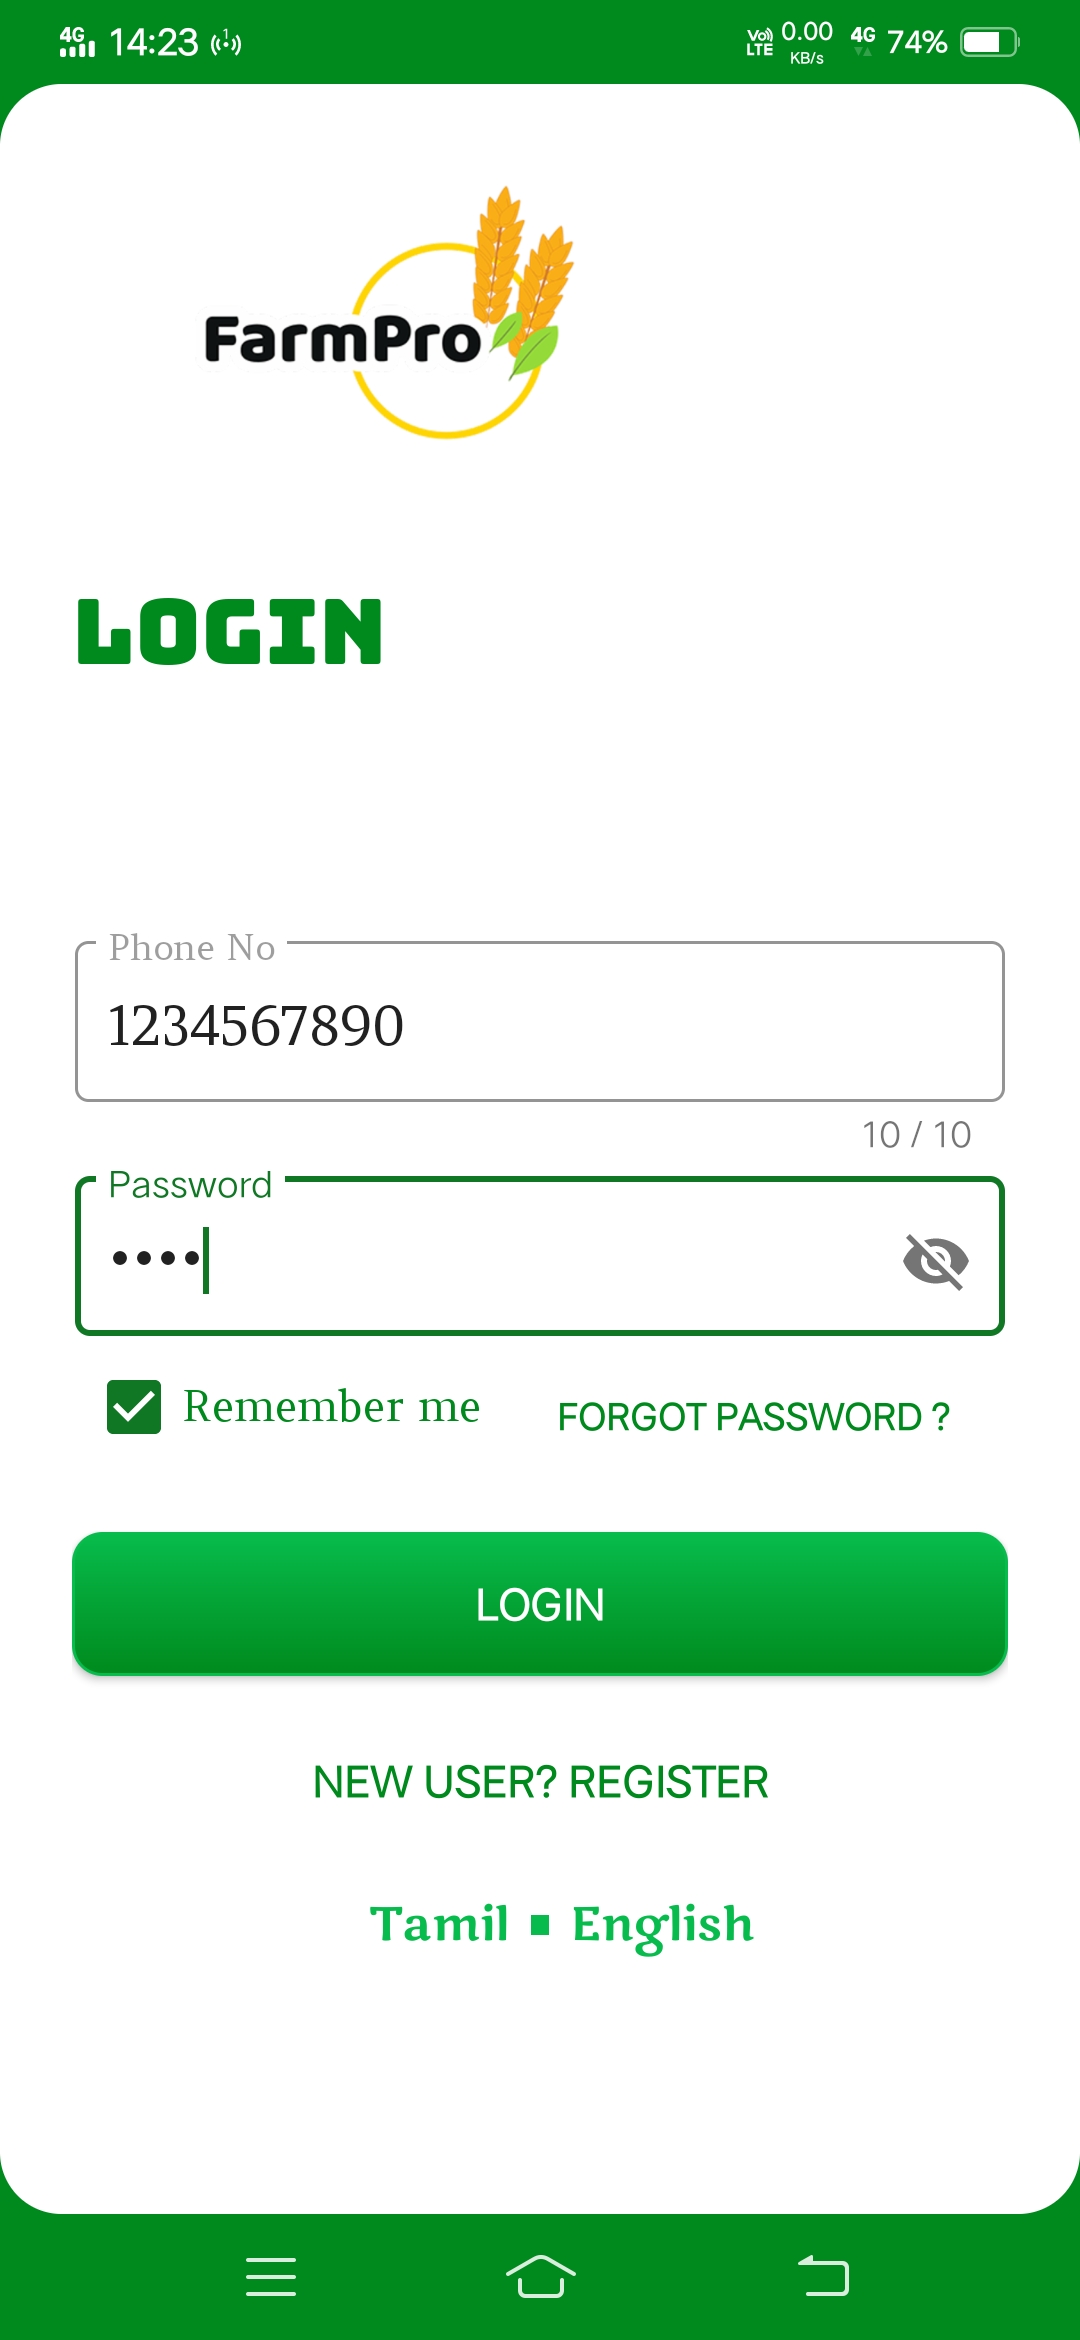 4G 14:23 1 Vo) LTE 0.00 KB/s 4G 74%
FarmPro
LOGIN
Phone No
1234567890
10 / 10
Password
••••
Remember me FORGOT PASSWORD ?
LOGIN
NEW USER? REGISTER
Tamil ▪ English